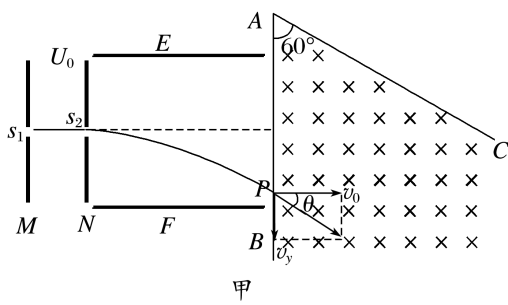 A
U₀ E 60°
s₁ s₂
C
P v₀
θ
M N F B v_y
甲